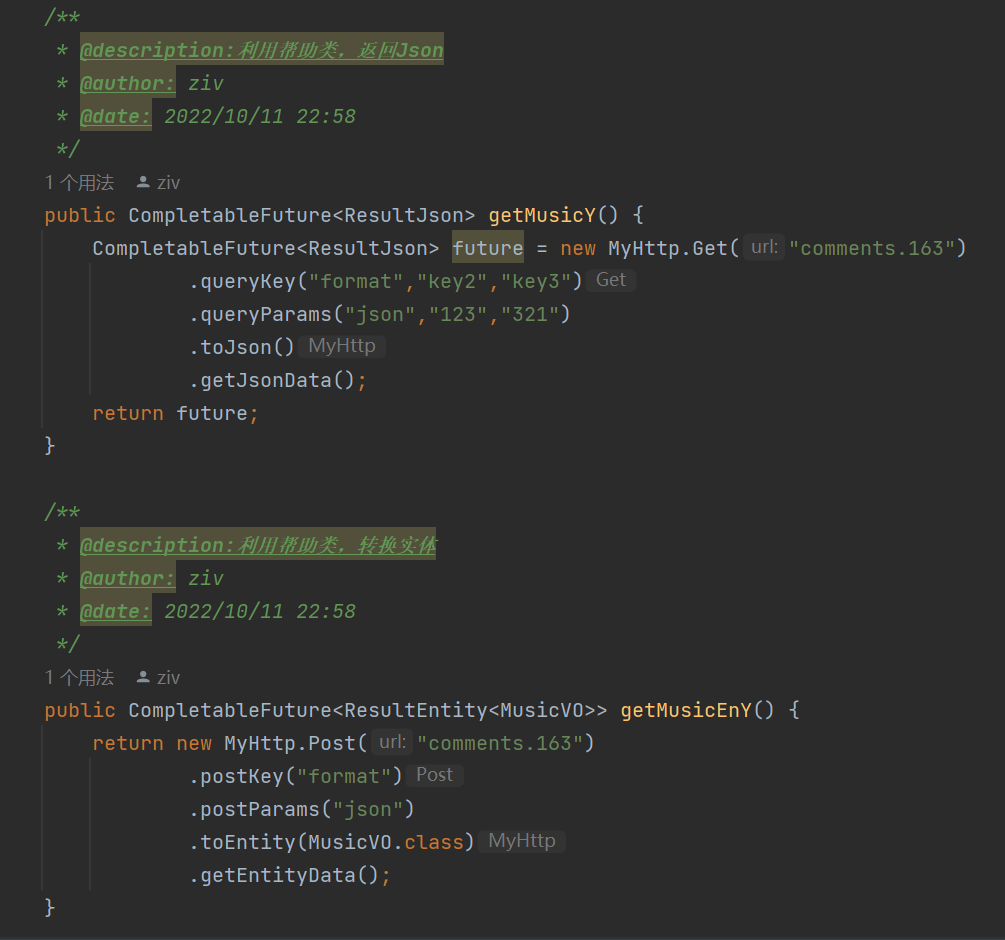 /**
 * @description:利用帮助类，返回Json
 * @author: ziv
 * @date: 2022/10/11 22:58
 */
1 个用法 ziv
public CompletableFuture<ResultJson> getMusicY() {
    CompletableFuture<ResultJson> future = new MyHttp.Get( url: "comments.163")
            .queryKey("format","key2","key3") Get
            .queryParams("json","123","321")
            .toJson() MyHttp
            .getJsonData();
    return future;
}
/**
 * @description:利用帮助类，转换实体
 * @author: ziv
 * @date: 2022/10/11 22:58
 */
1 个用法 ziv
public CompletableFuture<ResultEntity<MusicVO>> getMusicEnY() {
    return new MyHttp.Post( url: "comments.163")
            .postKey("format") Post
            .postParams("json")
            .toEntity(MusicVO.class) MyHttp
            .getEntityData();
}